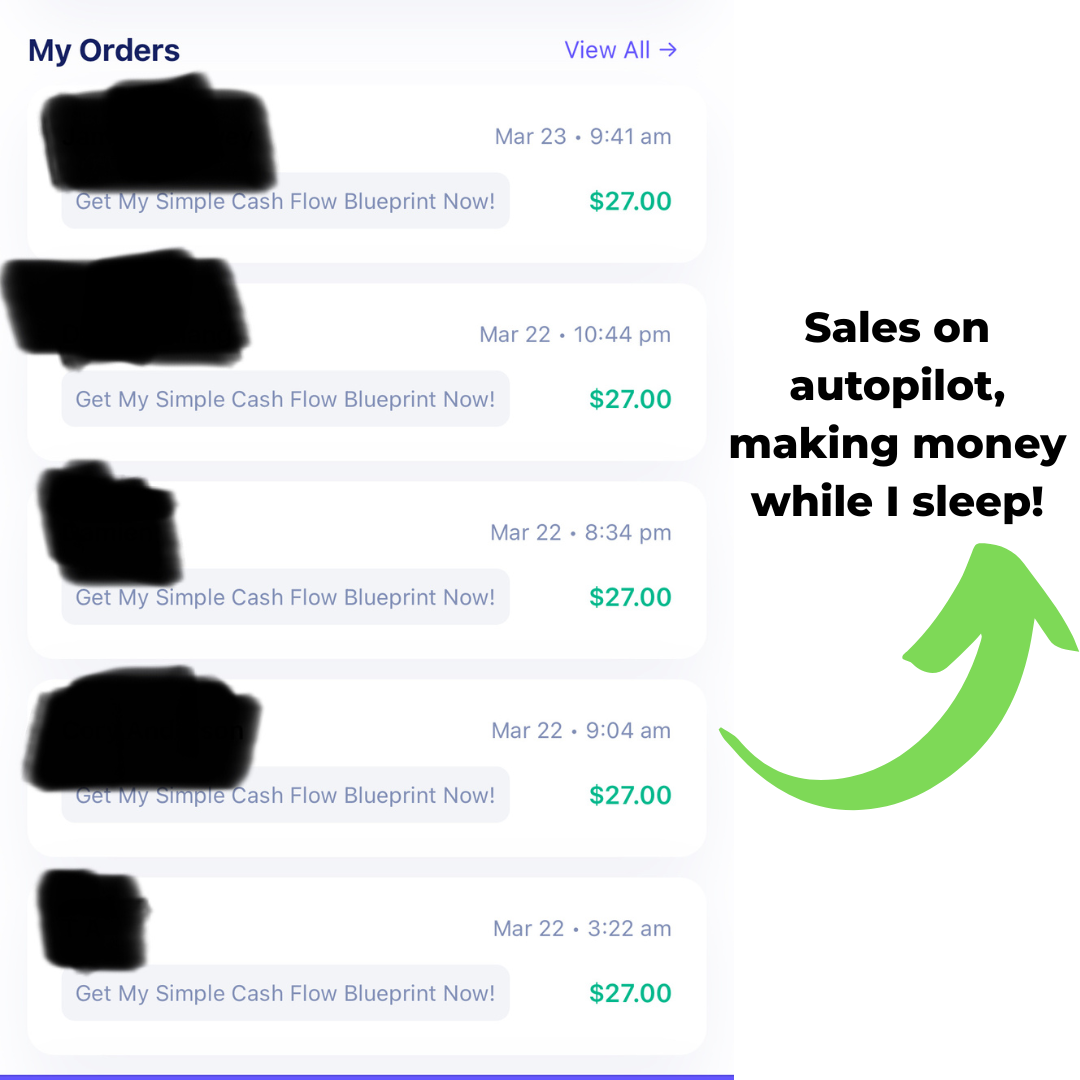 My Orders
View All →
Mar 23 • 9:41 am
Get My Simple Cash Flow Blueprint Now!
$27.00
Mar 22 • 10:44 pm
Get My Simple Cash Flow Blueprint Now!
$27.00
Mar 22 • 8:34 pm
Get My Simple Cash Flow Blueprint Now!
$27.00
Mar 22 • 9:04 am
Get My Simple Cash Flow Blueprint Now!
$27.00
Mar 22 • 3:22 am
Get My Simple Cash Flow Blueprint Now!
$27.00
Sales on
autopilot,
making money
while I sleep!